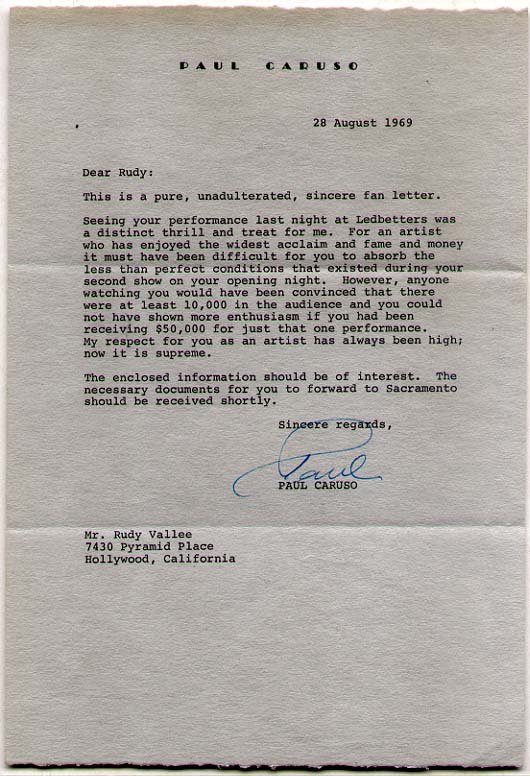 PAUL CARUSO
28 August 1969
Dear Rudy:
This is a pure, unadulterated, sincere fan letter.
Seeing your performance last night at Ledbetters was
a distinct thrill and treat for me.  For an artist
who has enjoyed the widest acclaim and fame and money
it must have been difficult for you to absorb the
less than perfect conditions that existed during your
second show on your opening night.  However, anyone
watching you would have been convinced that there
were at least 10,000 in the audience and you could
not have shown more enthusiasm if you had been
receiving $50,000 for just that one performance.
My respect for you as an artist has always been high;
now it is supreme.
The enclosed information should be of interest.  The
necessary documents for you to forward to Sacramento
should be received shortly.
Sincere regards,
Paul
PAUL CARUSO
Mr. Rudy Vallee
7430 Pyramid Place
Hollywood, California